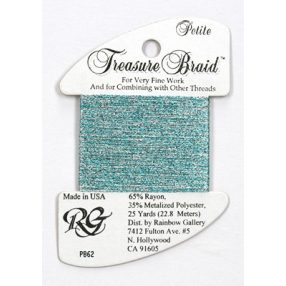 Petite
Treasure Braid™
For Very Fine Work
And for Combining with Other Threads
Made in USA
RG
PB62
65% Rayon,
35% Metalized Polyester,
25 Yards (22.8 Meters)
Dist. by Rainbow Gallery
7412 Fulton Ave. #5
N. Hollywood
CA 91605